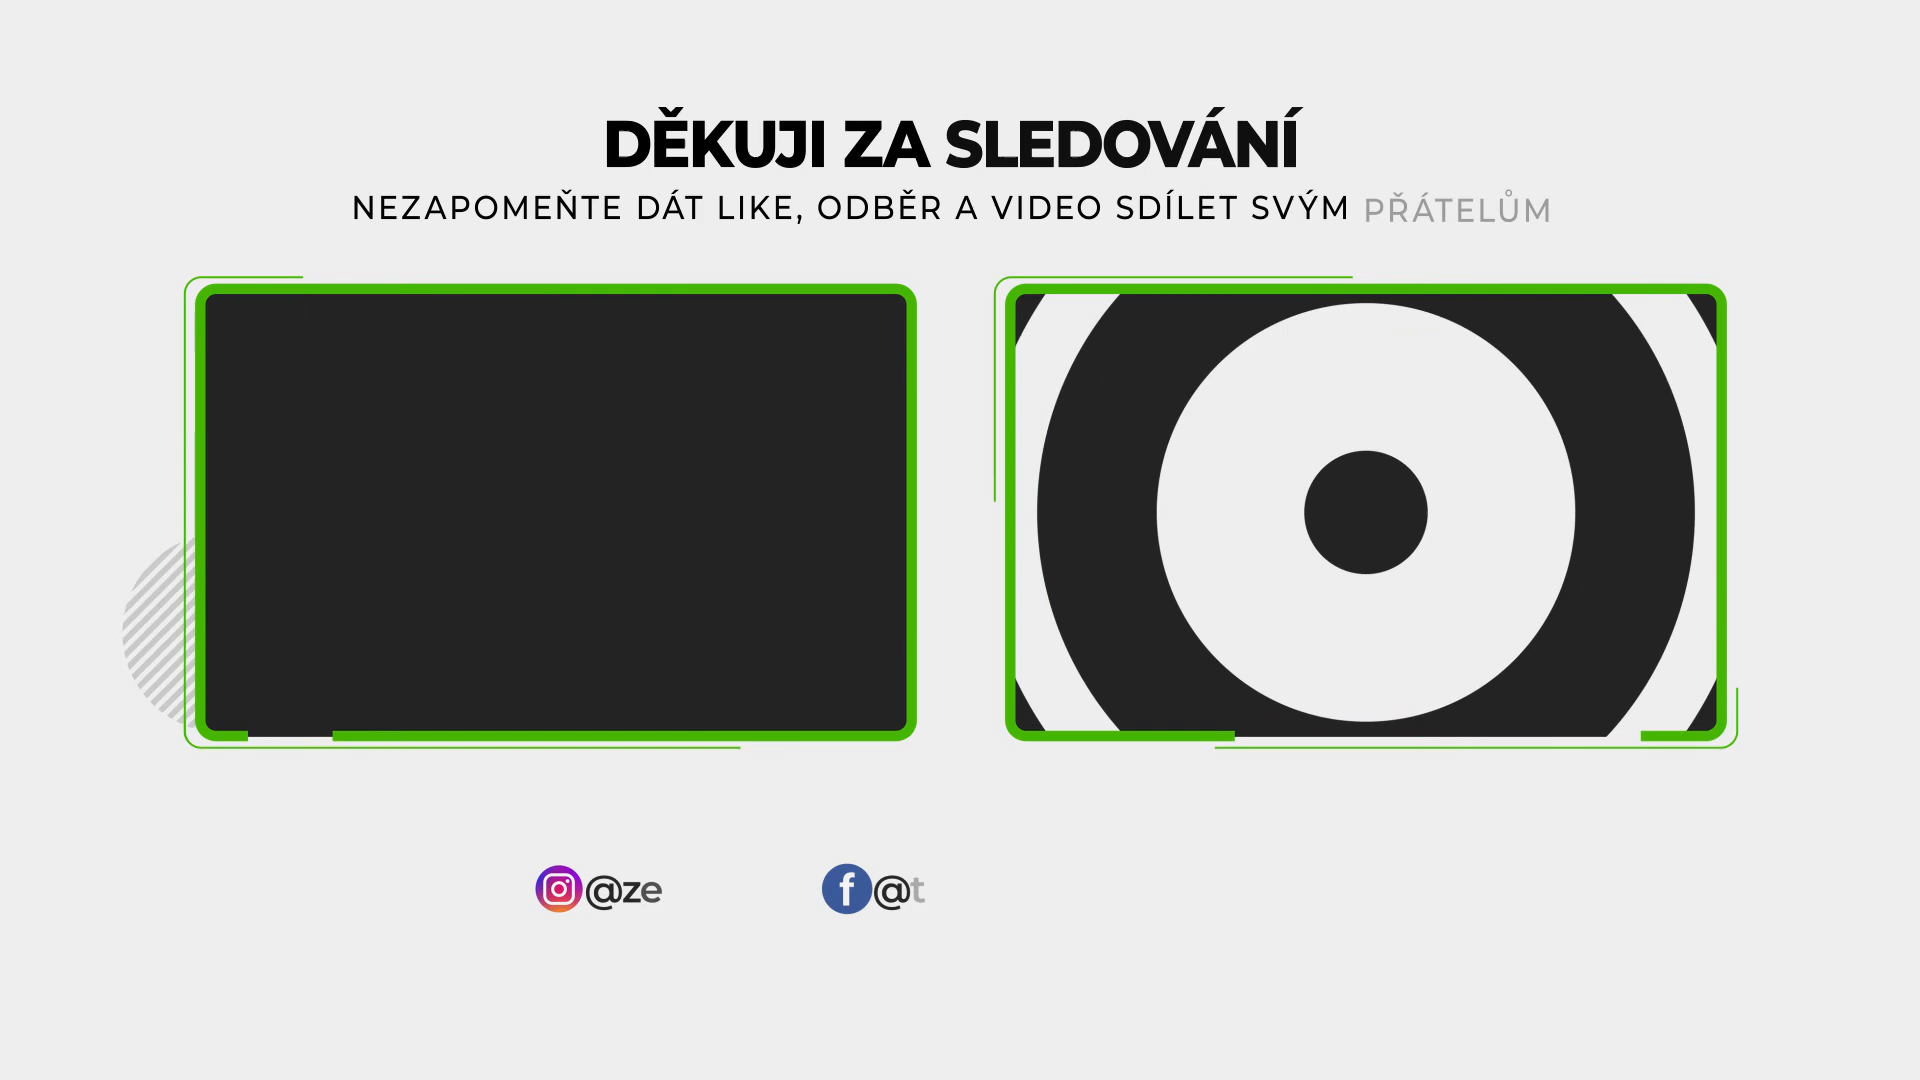 DĚKUJI ZA SLEDOVÁNÍ
NEZAPOMEŇTE DÁT LIKE, ODBĚR A VIDEO SDÍLET SVÝM PŘÁTELŮM
@ze
@t